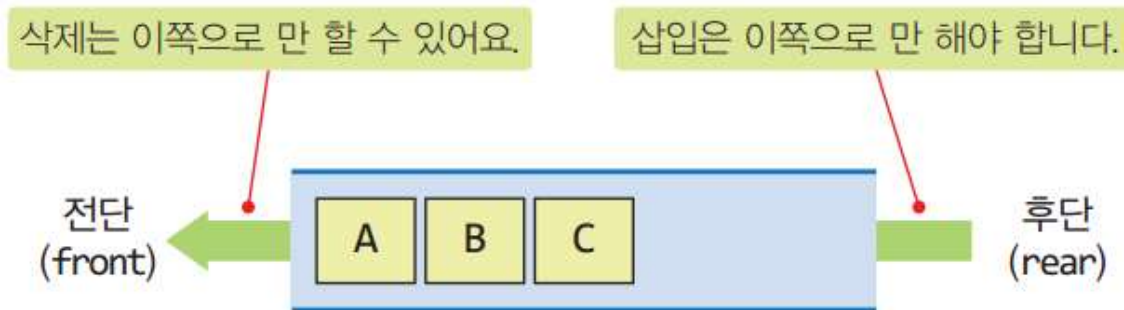 삭제는 이쪽으로 만 할 수 있어요.
삽입은 이쪽으로 만 해야 합니다.
전단
(front)
A
B
C
후단
(rear)